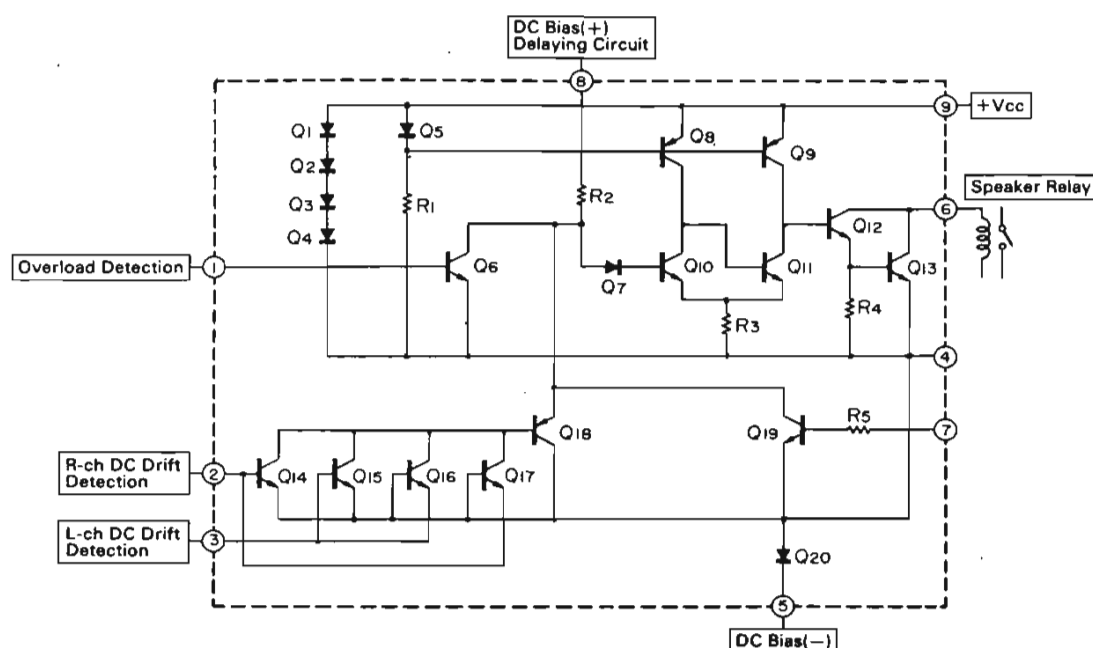 DC Bias(+)
Delaying Circuit
8
9
+Vcc
Q1
Q5
Q8
Q2
Q9
Q3
R1
R2
6
Speaker Relay
Q4
Q12
Overload Detection
1
Q6
Q7
Q10
Q11
Q13
R3
R4
4
Q18
Q19
R5
7
R-ch DC Drift
Detection
2
Q14
Q15
Q16
Q17
L-ch DC Drift
Detection
3
Q20
5
DC Bias(−)